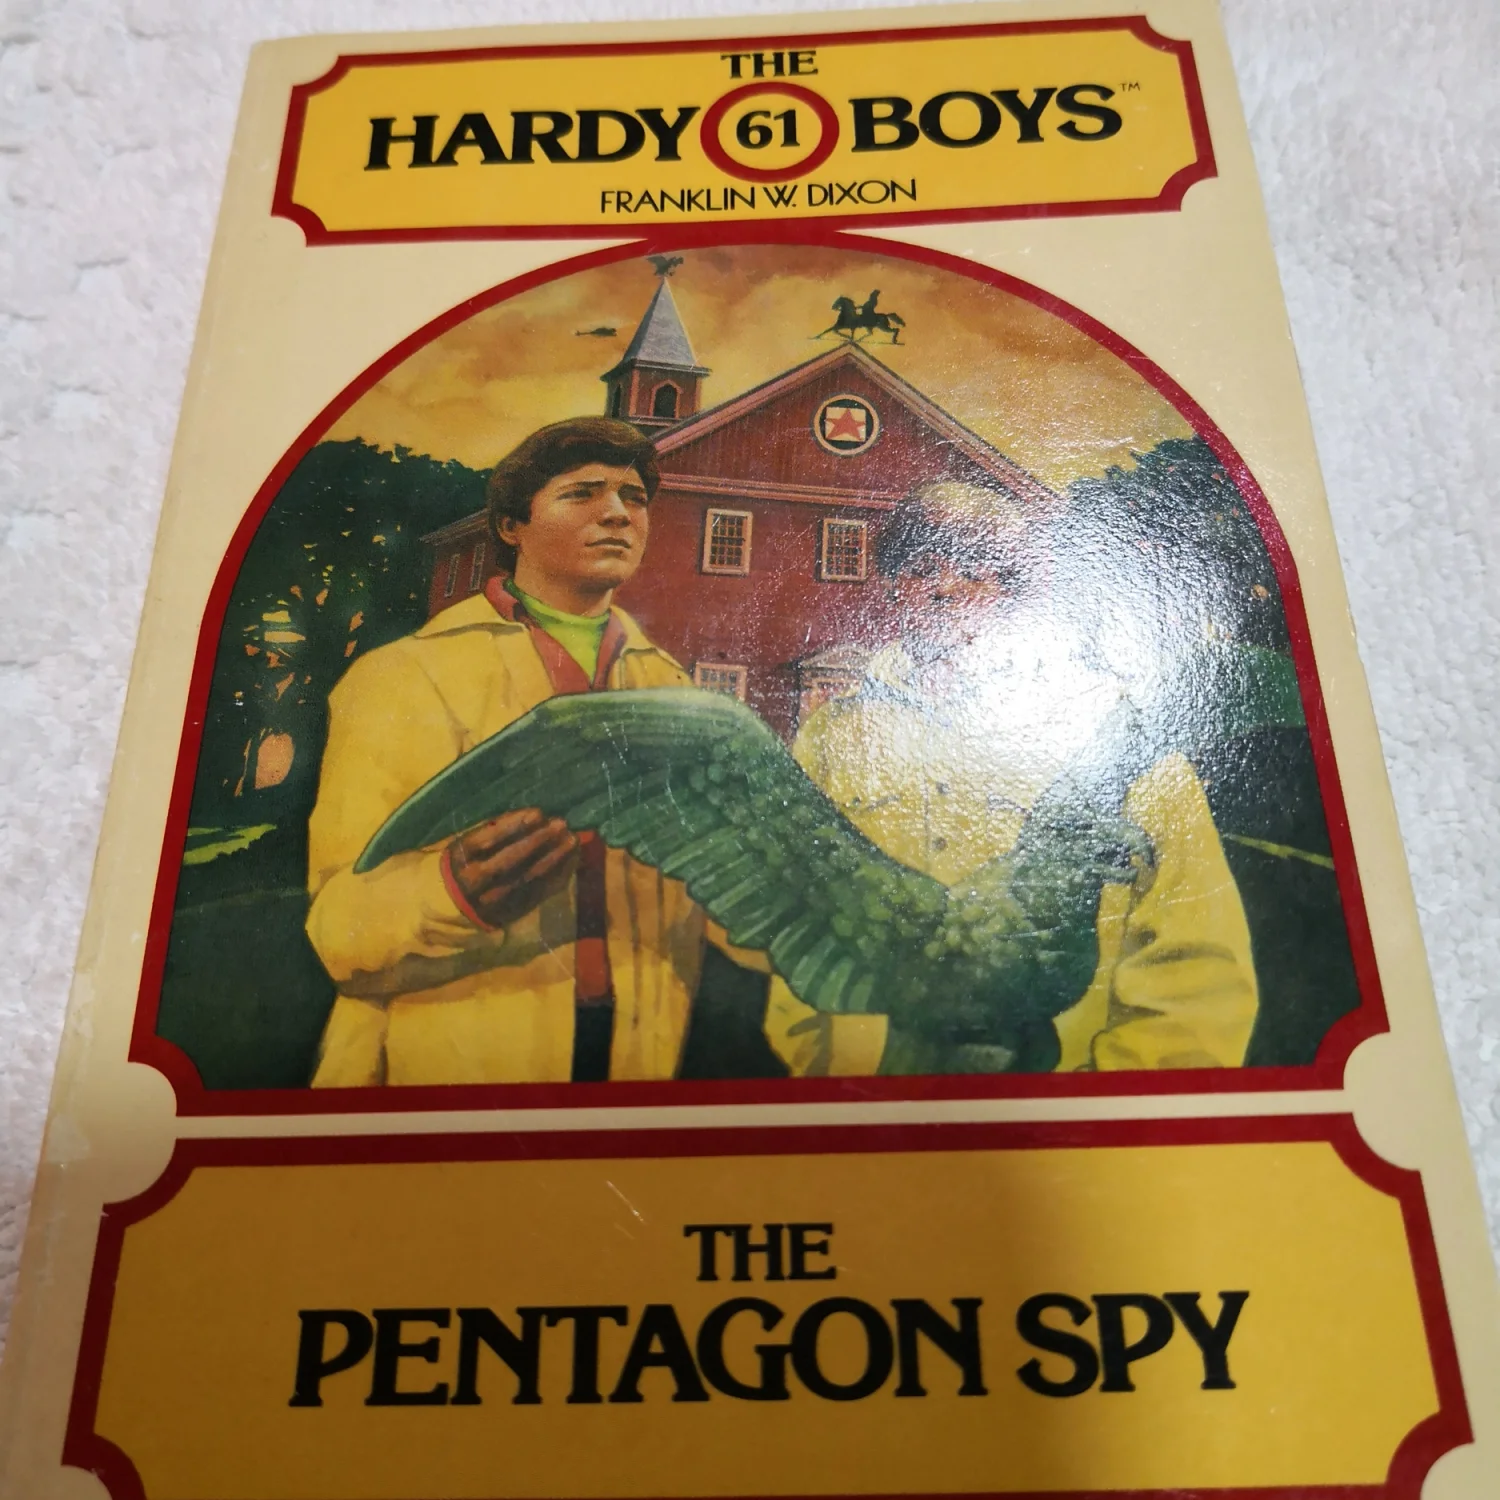 THE
HARDY 61 BOYS™
FRANKLIN W. DIXON
THE
PENTAGON SPY